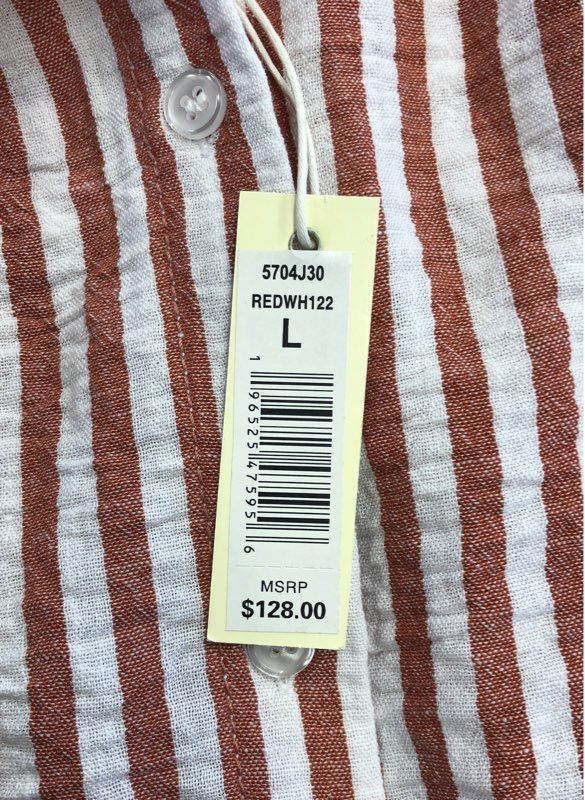 5704J30
REDWH122
L
1 96525 47595 6
MSRP
$128.00